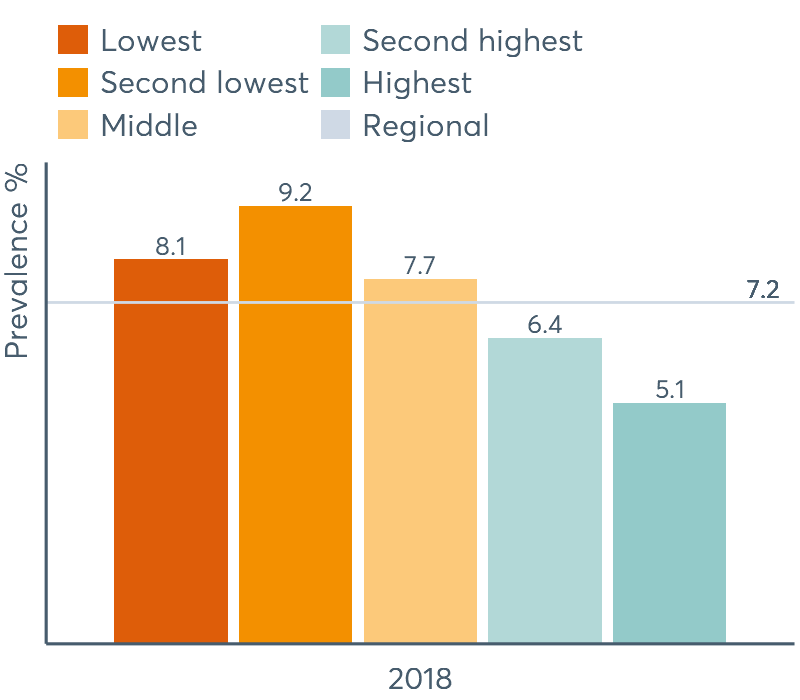 Lowest
Second lowest
Middle
Second highest
Highest
Regional
Prevalence %
8.1
9.2
7.7
6.4
5.1
7.2
2018